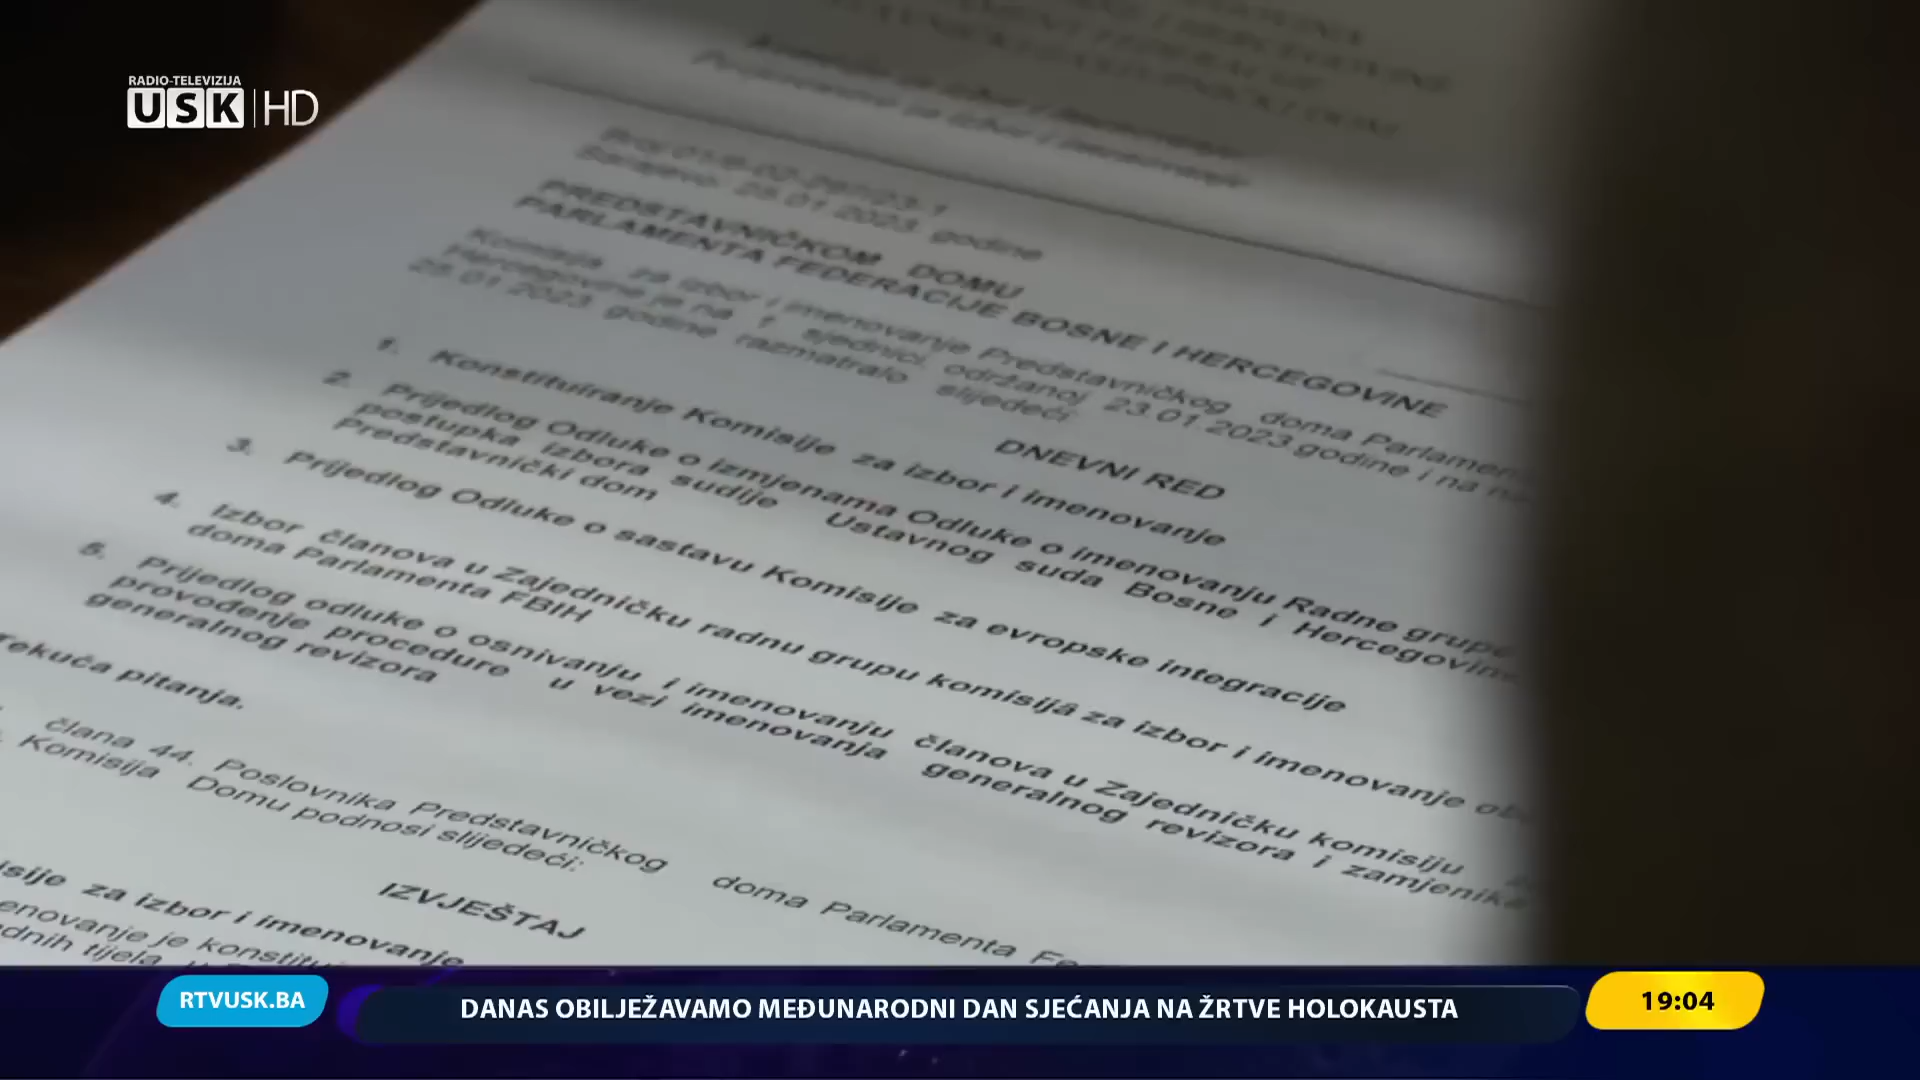 RADIO-TELEVIZIJA
USK HD
Sarajevo, 25.01.2023. godine
PREDSTAVNIČKOM DOMU
PARLAMENTA FEDERACIJE BOSNE I HERCEGOVINE
Komisija za izbor i imenovanje Predstavničkog doma
Hercegovine je na 1 sjednici održanoj 23.01.2023.godine i na
25.01.2023. godine razmatralo slijedeći:
DNEVNI RED
1. Konstituiranje Komisije za izbor i imenovanje
2. Prijedlog Odluke o izmjenama Odluke o imenovanju Radne grupe
postupka izbora sudije Ustavnog suda Bosne i
Predstavnički dom
3. Prijedlog Odluke o sastavu Komisije za evropske integracije
4. Izbor članova u Zajedničku radnu grupu komisijâ za izbor i imenovanje
doma Parlamenta FBIH
5. Prijedlog odluke o osnivanju i imenovanju članova u Zajedničku komisiju
provođenje procedure u vezi imenovanja generalnog revizora i zamjenika
generalnog revizora
Tekuća pitanja.
člana 44. Poslovnika Predstavničkog doma Parlamenta
Komisija Domu podnosi slijedeći:
IZVJEŠTAJ
za izbor i imenovanje
je
tijela
RTVUSK.BA
DANAS OBILJEŽAVAMO MEĐUNARODNI DAN SJEĆANJA NA ŽRTVE HOLOKAUSTA
19:04